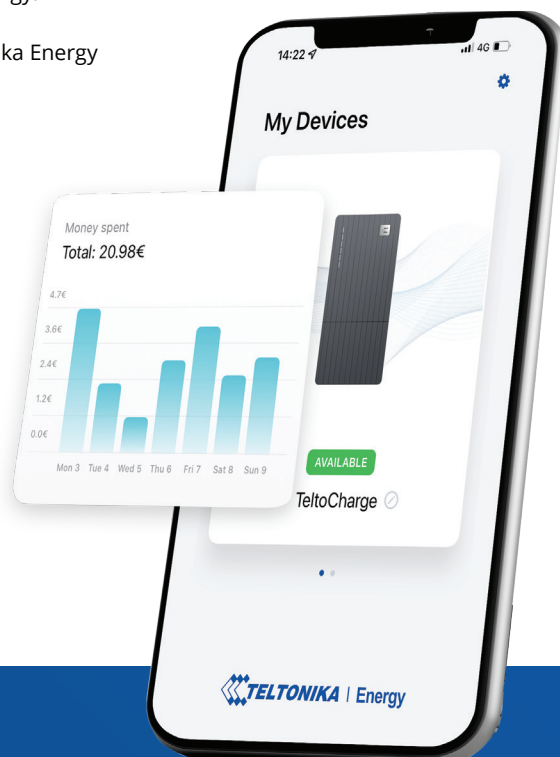 gy.
ka Energy
14:22
4G
My Devices
Money spent
Total: 20.98€
4.7€
3.6€
2.4€
1.2€
0.0€
Mon 3 Tue 4 Wed 5 Thu 6 Fri 7 Sat 8 Sun 9
AVAILABLE
TeltoCharge
TELTONIKA | Energy